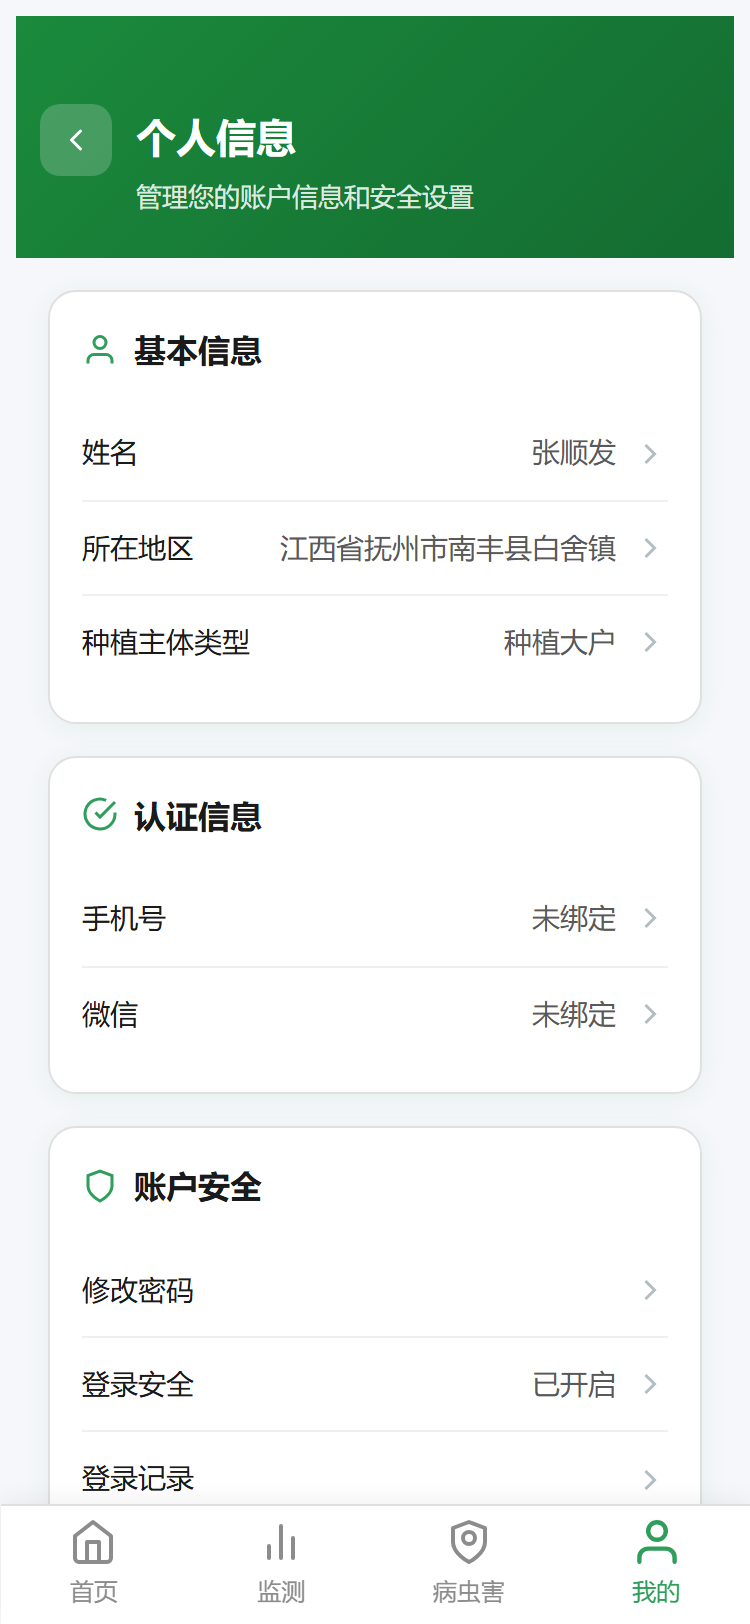 个人信息
管理您的账户信息和安全设置
基本信息
姓名 张顺发
所在地区 江西省抚州市南丰县白舍镇
种植主体类型 种植大户
认证信息
手机号 未绑定
微信 未绑定
账户安全
修改密码
登录安全 已开启
登录记录
首页 监测 病虫害 我的